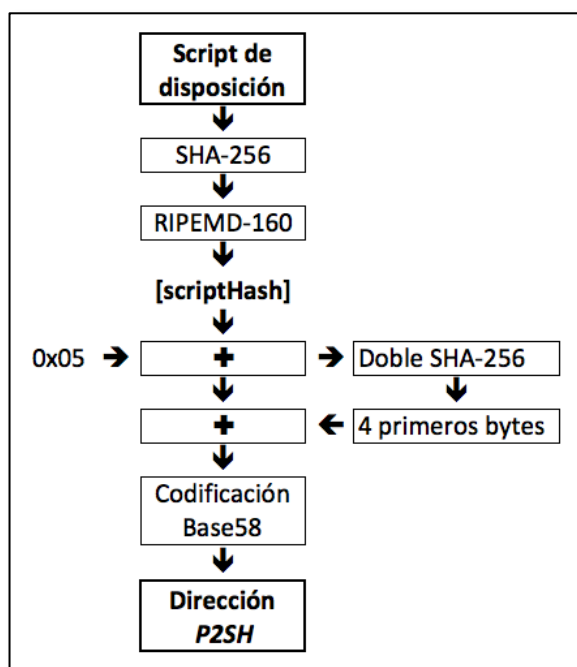 Script de
disposición
SHA-256
RIPEMD-160
[scriptHash]
0x05 + Doble SHA-256
+ 4 primeros bytes
Codificación
Base58
Dirección
P2SH